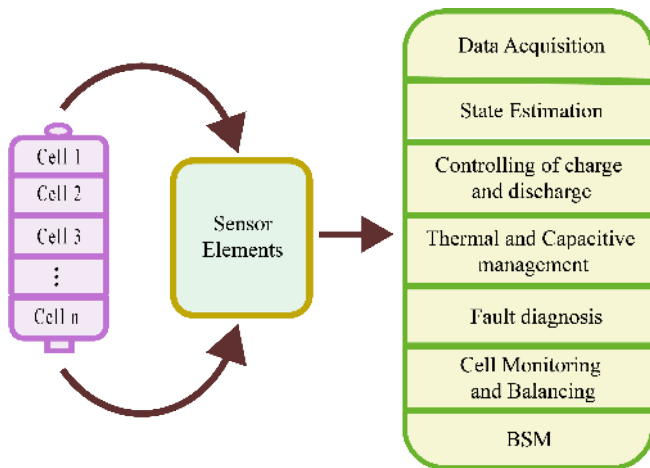 Cell 1
Cell 2
Cell 3
⋮
Cell n
Sensor
Elements
Data Acquisition
State Estimation
Controlling of charge
and discharge
Thermal and Capacitive
management
Fault diagnosis
Cell Monitoring
and Balancing
BSM